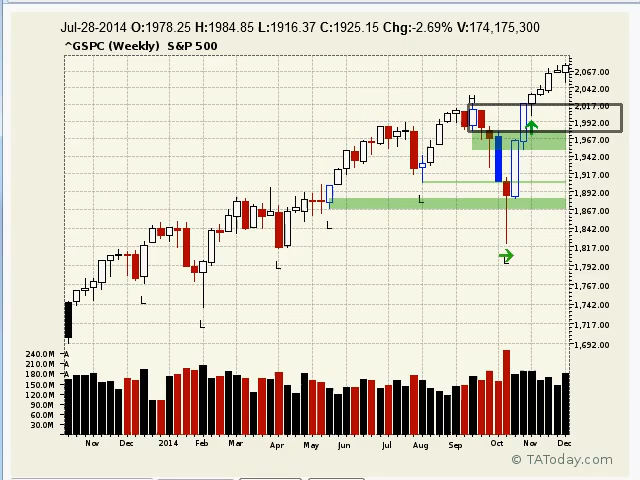 Jul-28-2014 O:1978.25 H:1984.85 L:1916.37 C:1925.15 Chg:-2.69% V:174,175,300
^GSPC (Weekly) S&P 500
2,067.00
2,042.00
2,017.00
1,992.00
1,967.00
1,942.00
1,917.00
1,892.00
1,867.00
1,842.00
1,817.00
1,792.00
1,767.00
1,742.00
1,717.00
1,692.00
H
L
L
L
L
L
L
240.0M
210.0M
180.0M
150.0M
120.0M
90.0M
60.0M
30.0M
A
A
A
Nov Dec 2014 Feb Mar Apr May Jun Jul Aug Sep Oct Nov Dec
© TAToday.com